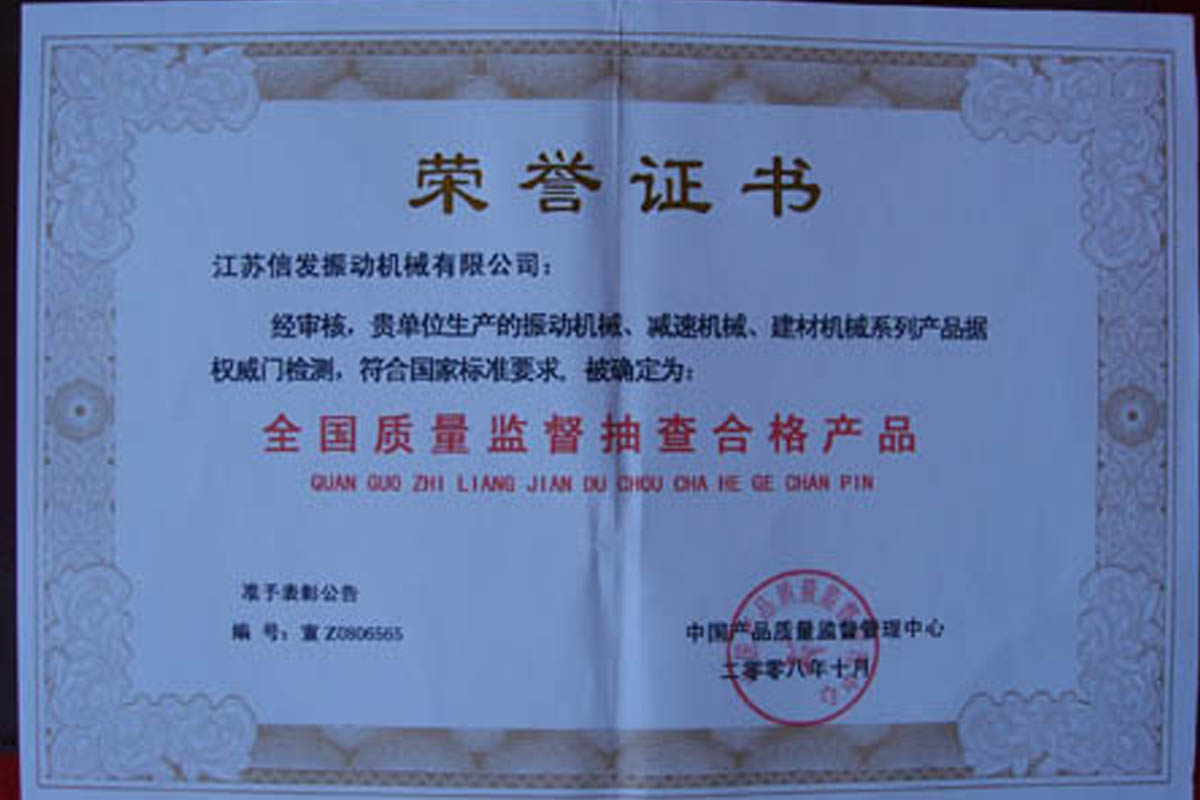 荣誉证书
江苏信发振动机械有限公司：
经审核，贵单位生产的振动机械、减速机械、建材机械系列产品据
权威门检测，符合国家标准要求。被确定为：
全国质量监督抽查合格产品
QUAN GUO ZHI LIANG JIAN DU CHOU CHA HE GE CHAN PIN
准予表彰公告
编 号：宣Z0806565
中国产品质量监督管理中心
二零零八年十月